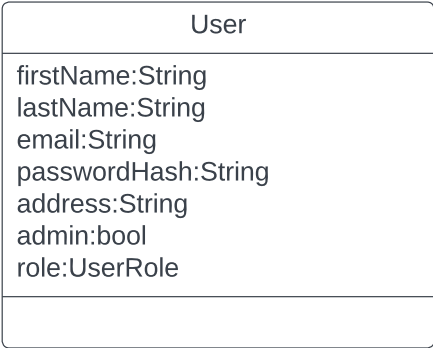 User
firstName:String
lastName:String
email:String
passwordHash:String
address:String
admin:bool
role:UserRole